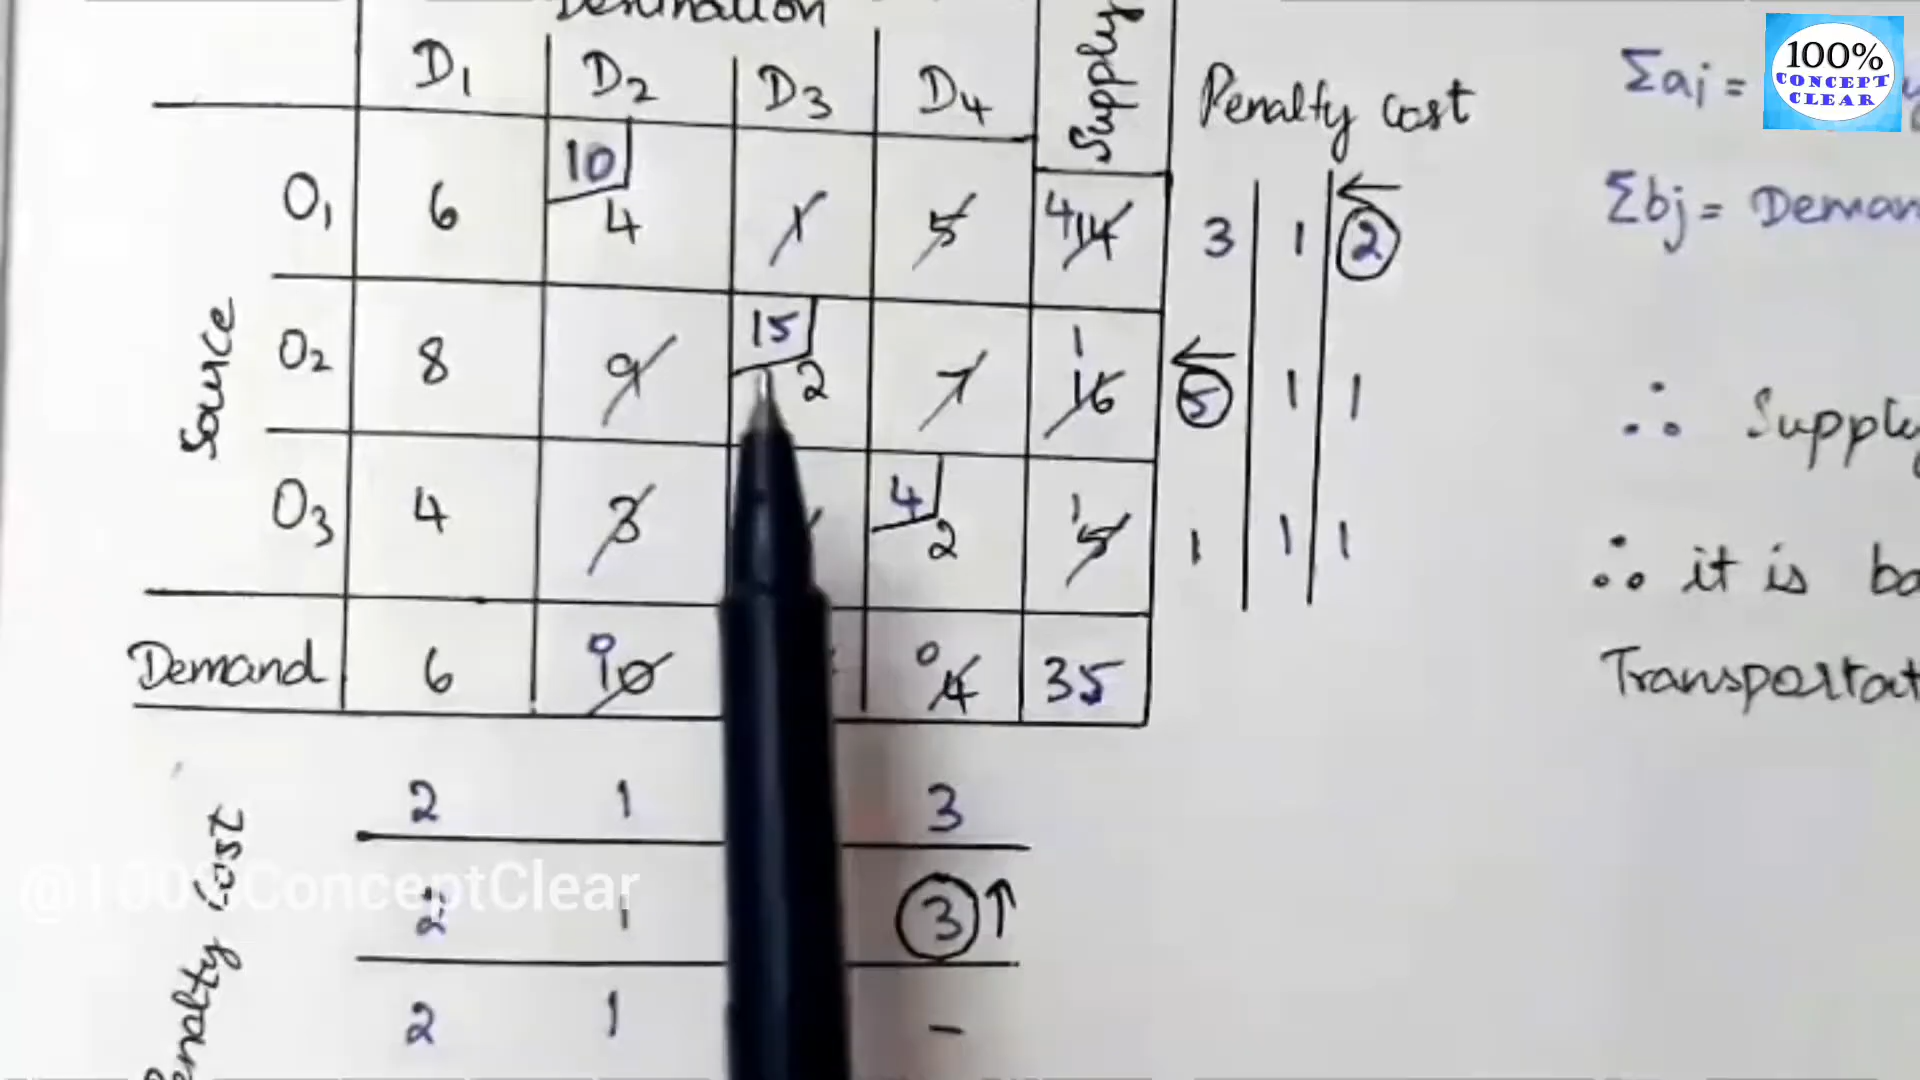 Destination
D1 D2 D3 D4 Supply Penalty Cost
Σai =
100%
CONCEPT
CLEAR
Σbj = Deman
10
O1 6 4 1 5 4 14 3 1 2
15 1
O2 8 9 2 7 16 5 1 1
∴ Supply
Source
4 1
O3 4 3 2 5 1 1 1
∴ it is ba
0 0
Demand 6 10 4 35
Transportat
2 1 3
Penalty Cost
@100%ConceptClear
2 1 3 ↑
2 1 -